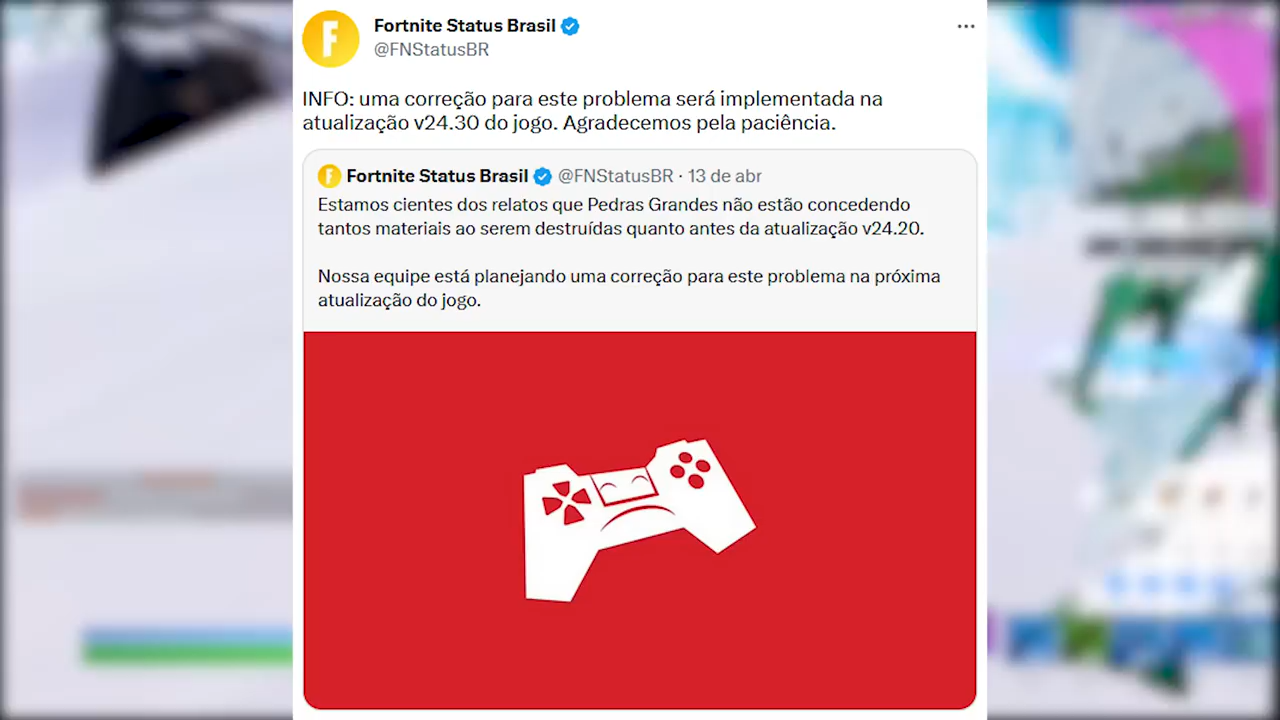 Fortnite Status Brasil
@FNStatusBR
INFO: uma correção para este problema será implementada na
atualização v24.30 do jogo. Agradecemos pela paciência.
Fortnite Status Brasil @FNStatusBR · 13 de abr
Estamos cientes dos relatos que Pedras Grandes não estão concedendo
tantos materiais ao serem destruídas quanto antes da atualização v24.20.
Nossa equipe está planejando uma correção para este problema na próxima
atualização do jogo.